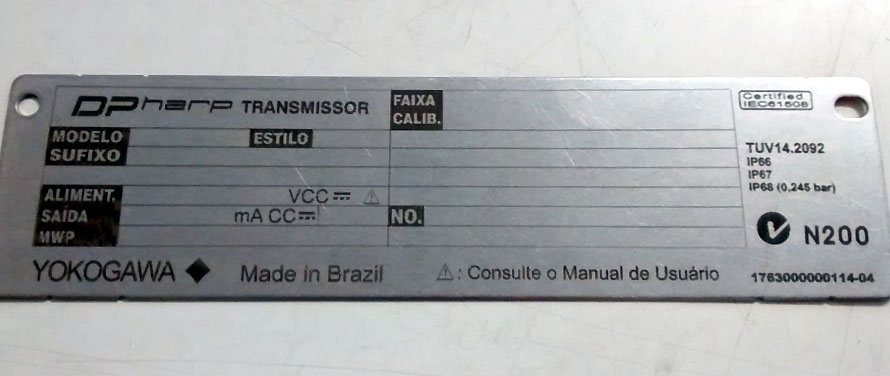 DPharp TRANSMISSOR
FAIXA
CALIB.
MODELO
ESTILO
SUFIXO
ALIMENT.
VCC ⎓ ⚠
SAÍDA
mA CC ⎓
MWP
NO.
Certified
IEC61508
TUV14.2092
IP66
IP67
IP68 (0,245 bar)
N200
YOKOGAWA ◆ Made in Brazil ⚠: Consulte o Manual de Usuário
1763000000114-04